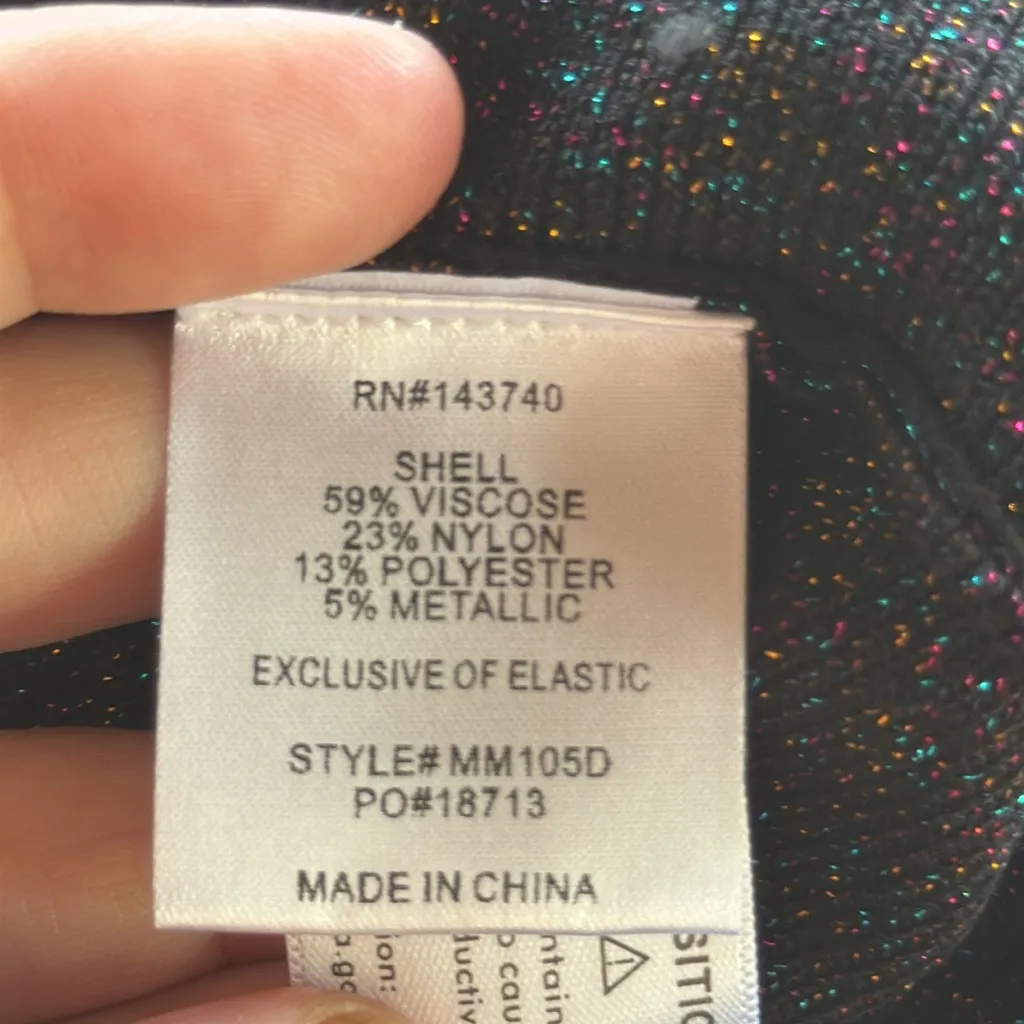 RN#143740
SHELL
59% VISCOSE
23% NYLON
13% POLYESTER
5% METALLIC
EXCLUSIVE OF ELASTIC
STYLE# MM105D
PO#18713
MADE IN CHINA